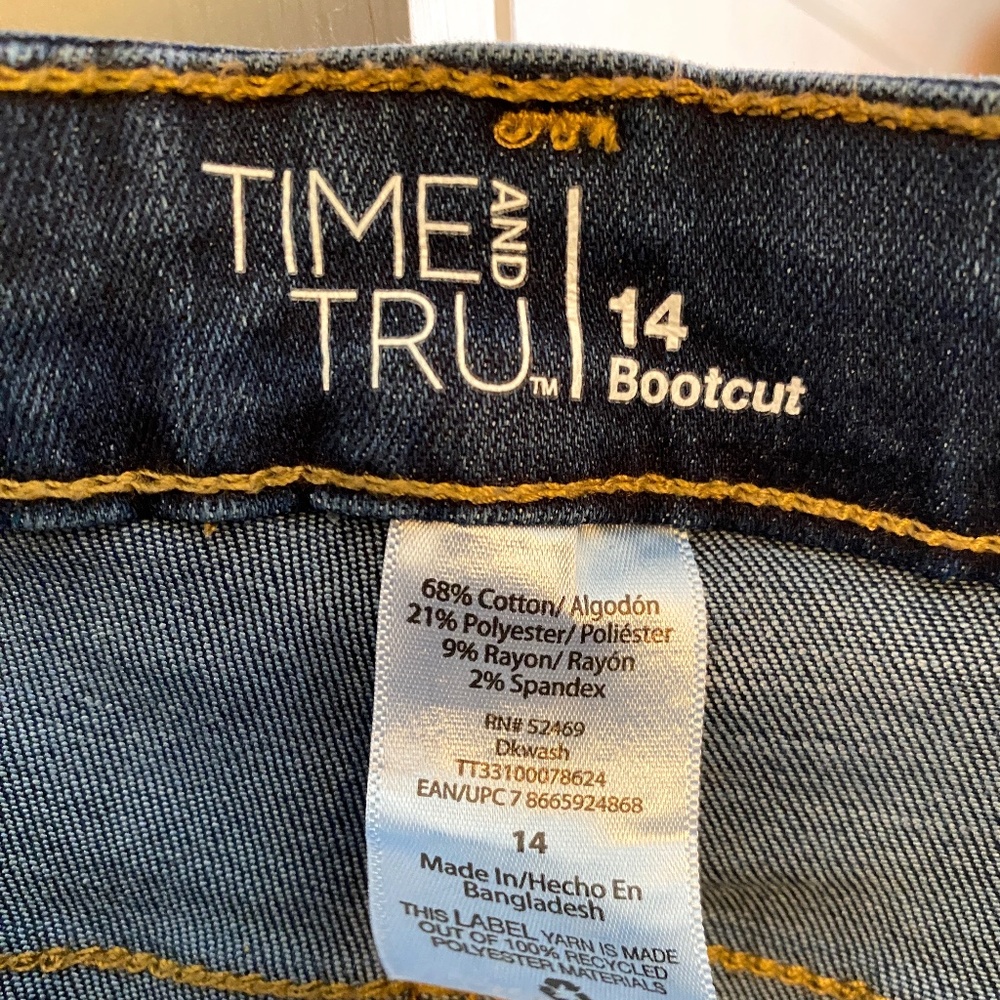 TIME AND
TRU™
14
Bootcut
68% Cotton/ Algodón
21% Polyester/ Poliéster
9% Rayon/ Rayón
2% Spandex
RN# 52469
Dkwash
TT33100078624
EAN/UPC 7 8665924868
14
Made In/Hecho En
Bangladesh
THIS LABEL YARN IS MADE
OUT OF 100% RECYCLED
POLYESTER MATERIALS